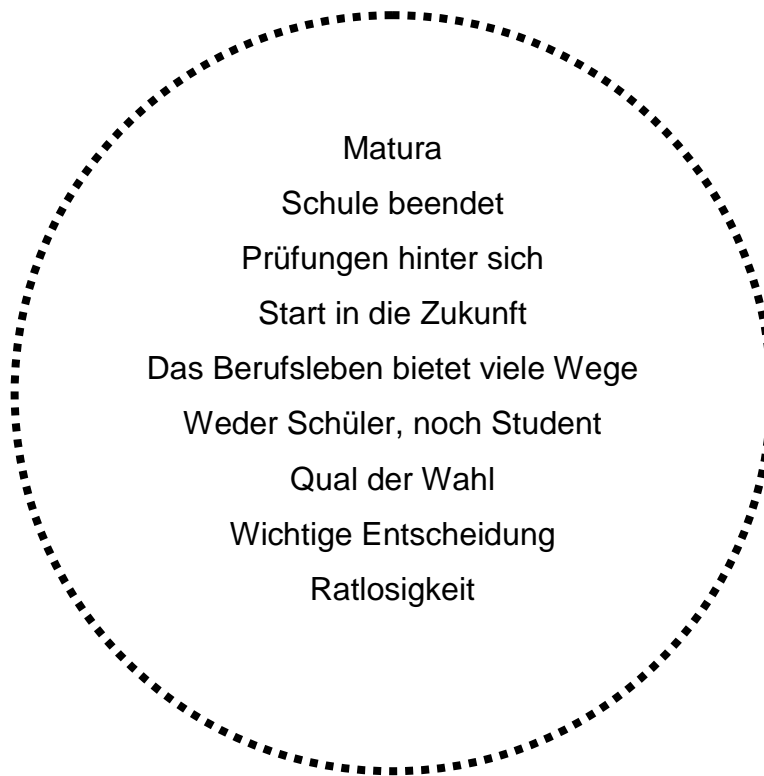 Matura
Schule beendet
Prüfungen hinter sich
Start in die Zukunft
Das Berufsleben bietet viele Wege
Weder Schüler, noch Student
Qual der Wahl
Wichtige Entscheidung
Ratlosigkeit